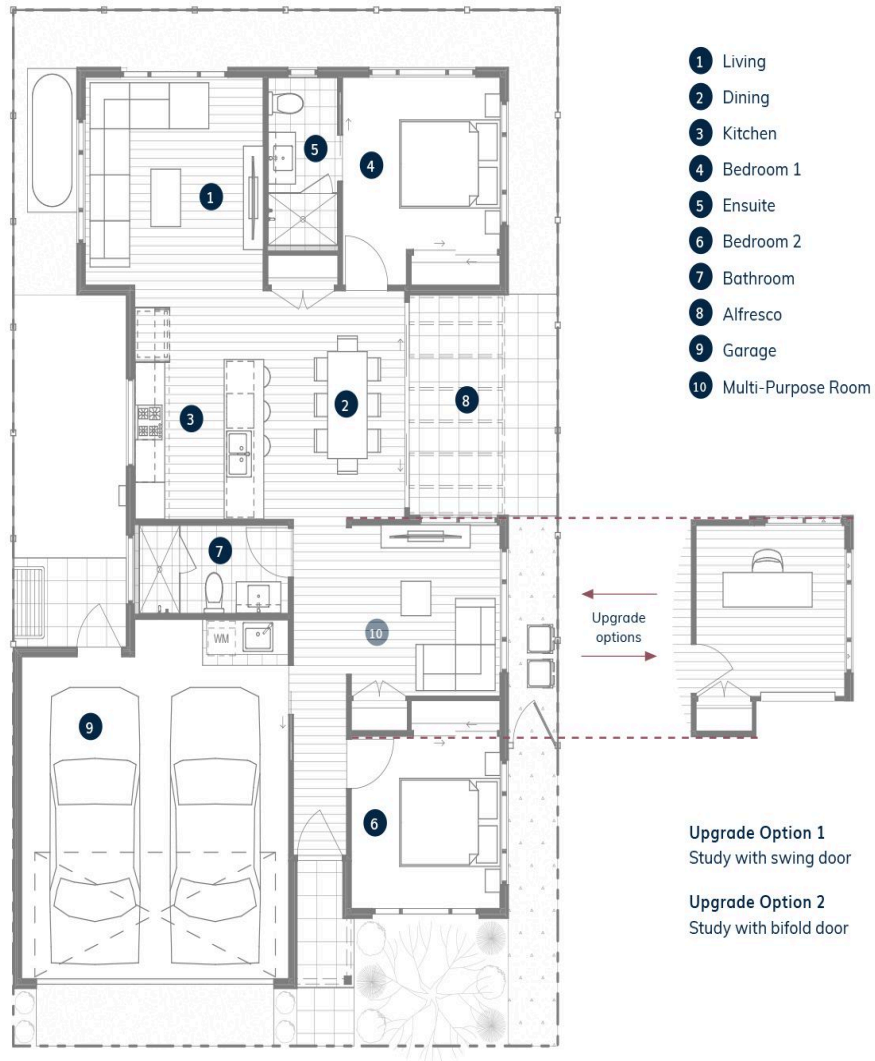 1 Living
2 Dining
3 Kitchen
4 Bedroom 1
5 Ensuite
6 Bedroom 2
7 Bathroom
8 Alfresco
9 Garage
10 Multi-Purpose Room
5
4
1
3
2
8
7
10
WM
9
6
Upgrade
options
Upgrade Option 1
Study with swing door
Upgrade Option 2
Study with bifold door